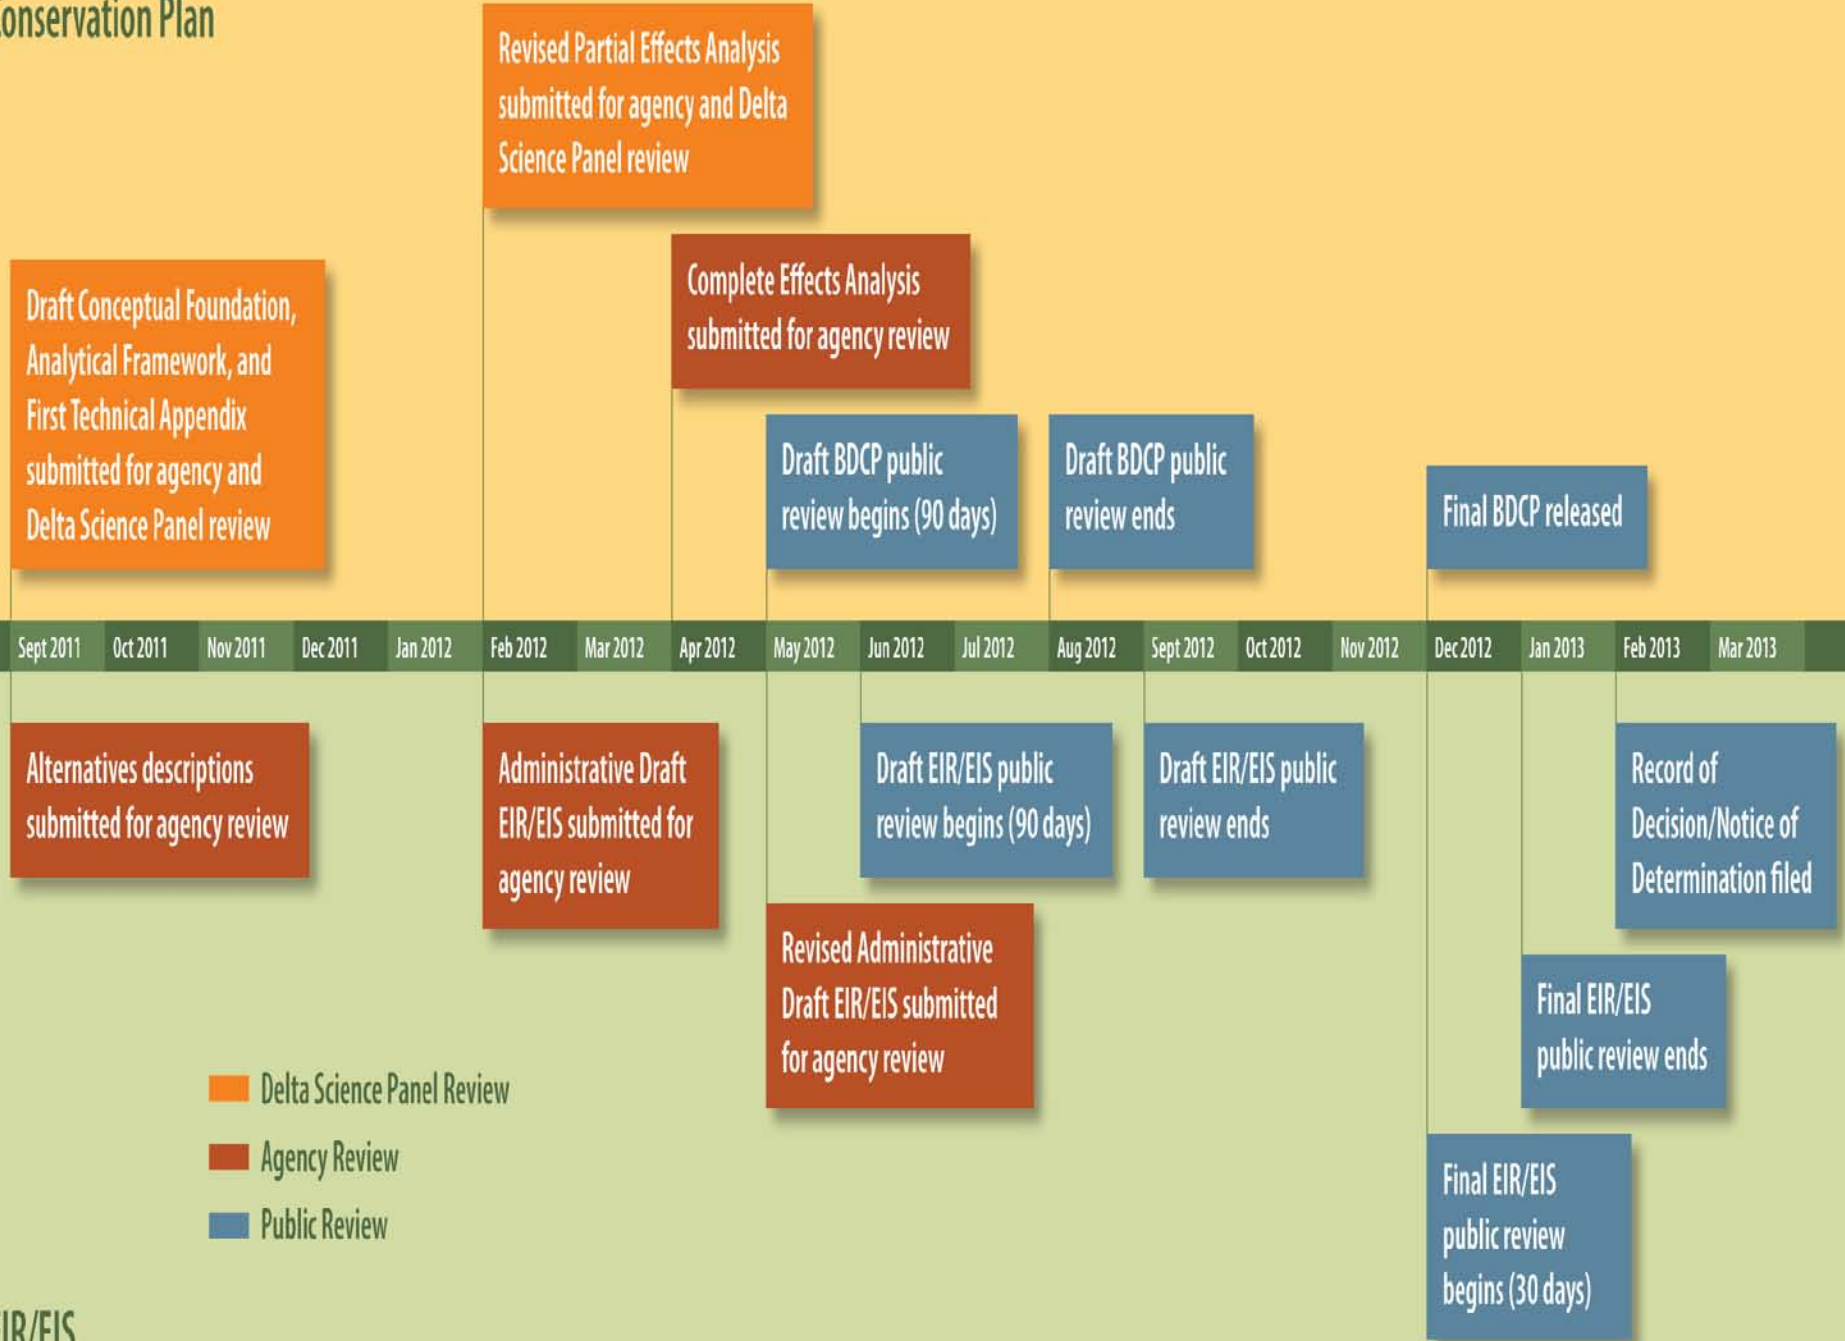 onservation Plan
Revised Partial Effects Analysis
submitted for agency and Delta
Science Panel review
Complete Effects Analysis
submitted for agency review
Draft Conceptual Foundation,
Analytical Framework, and
First Technical Appendix
submitted for agency and
Delta Science Panel review
Draft BDCP public
review begins (90 days)
Draft BDCP public
review ends
Final BDCP released
Sept 2011 Oct 2011 Nov 2011 Dec 2011 Jan 2012 Feb 2012 Mar 2012 Apr 2012 May 2012 Jun 2012 Jul 2012 Aug 2012 Sept 2012 Oct 2012 Nov 2012 Dec 2012 Jan 2013 Feb 2013 Mar 2013
Alternatives descriptions
submitted for agency review
Administrative Draft
EIR/EIS submitted for
agency review
Draft EIR/EIS public
review begins (90 days)
Draft EIR/EIS public
review ends
Record of
Decision/Notice of
Determination filed
Revised Administrative
Draft EIR/EIS submitted
for agency review
Final EIR/EIS
public review ends
Final EIR/EIS
public review
begins (30 days)
Delta Science Panel Review
Agency Review
Public Review
EIR/EIS